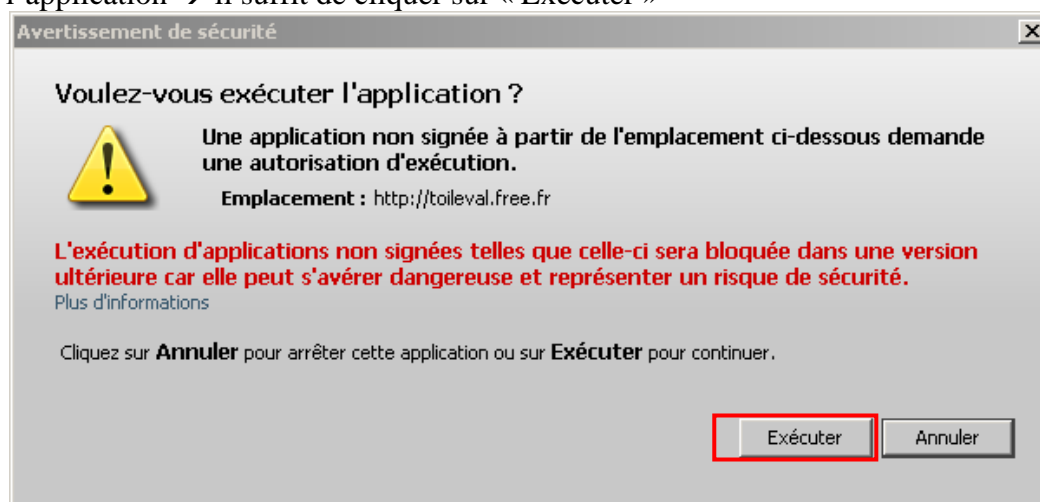 l'application → il suffit de cliquer sur « Exécuter »
Avertissement de sécurité
Voulez-vous exécuter l'application ?
Une application non signée à partir de l'emplacement ci-dessous demande
une autorisation d'exécution.
Emplacement : http://toileval.free.fr
L'exécution d'applications non signées telles que celle-ci sera bloquée dans une version
ultérieure car elle peut s'avérer dangereuse et représenter un risque de sécurité.
Plus d'informations
Cliquez sur Annuler pour arrêter cette application ou sur Exécuter pour continuer.
Exécuter
Annuler